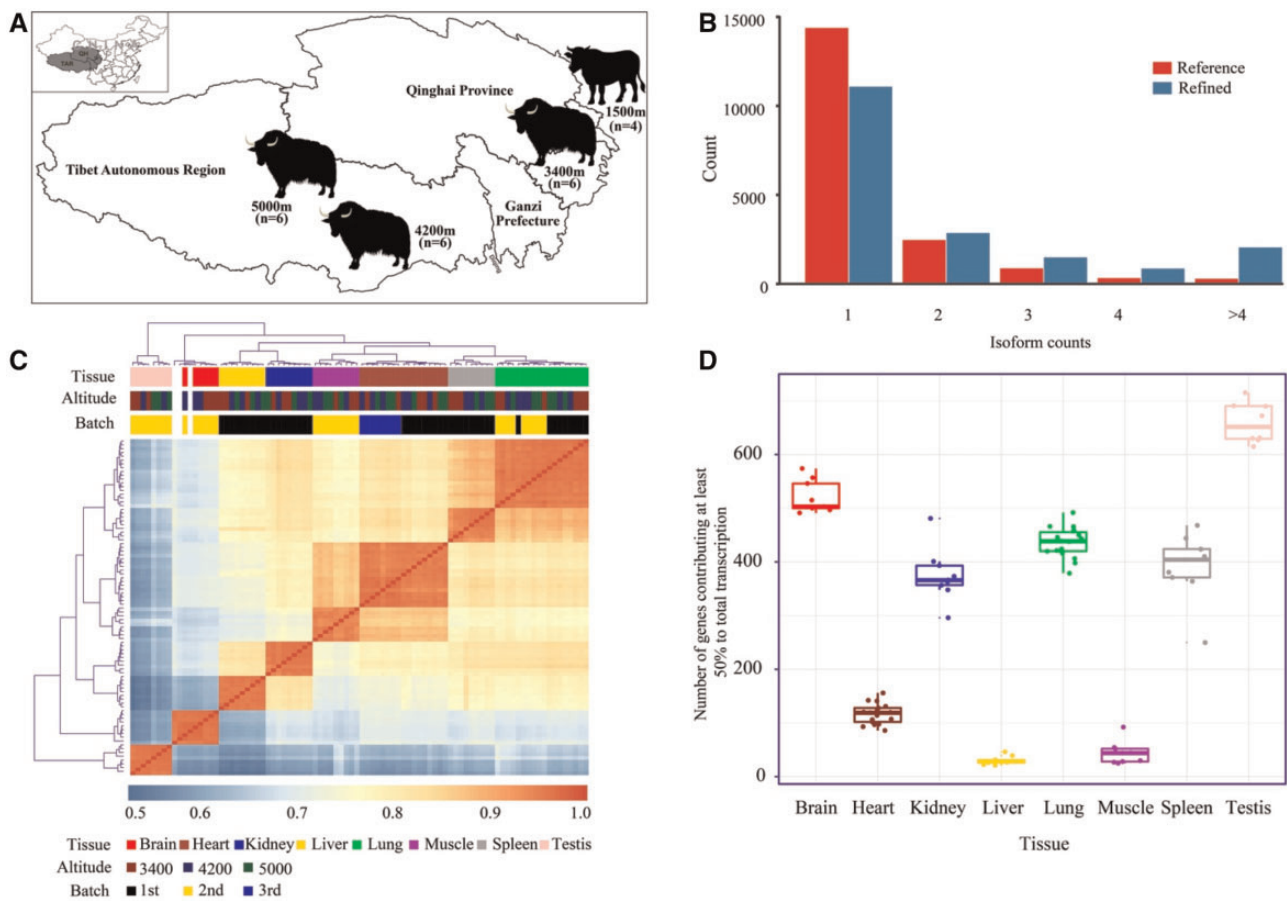 A
TAR
QH
Qinghai Province
Tibet Autonomous Region
Ganzi
Prefecture
1500m
(n=4)
3400m
(n=6)
5000m
(n=6)
4200m
(n=6)
B
15000
10000
5000
0
Count
Reference
Refined
1 2 3 4 >4
Isoform counts
C
Tissue
Altitude
Batch
0.5 0.6 0.7 0.8 0.9 1.0
Tissue Brain Heart Kidney Liver Lung Muscle Spleen Testis
Altitude 3400 4200 5000
Batch 1st 2nd 3rd
D
Number of genes contributing at least
50% to total transcription
600
400
200
0
Brain Heart Kidney Liver Lung Muscle Spleen Testis
Tissue